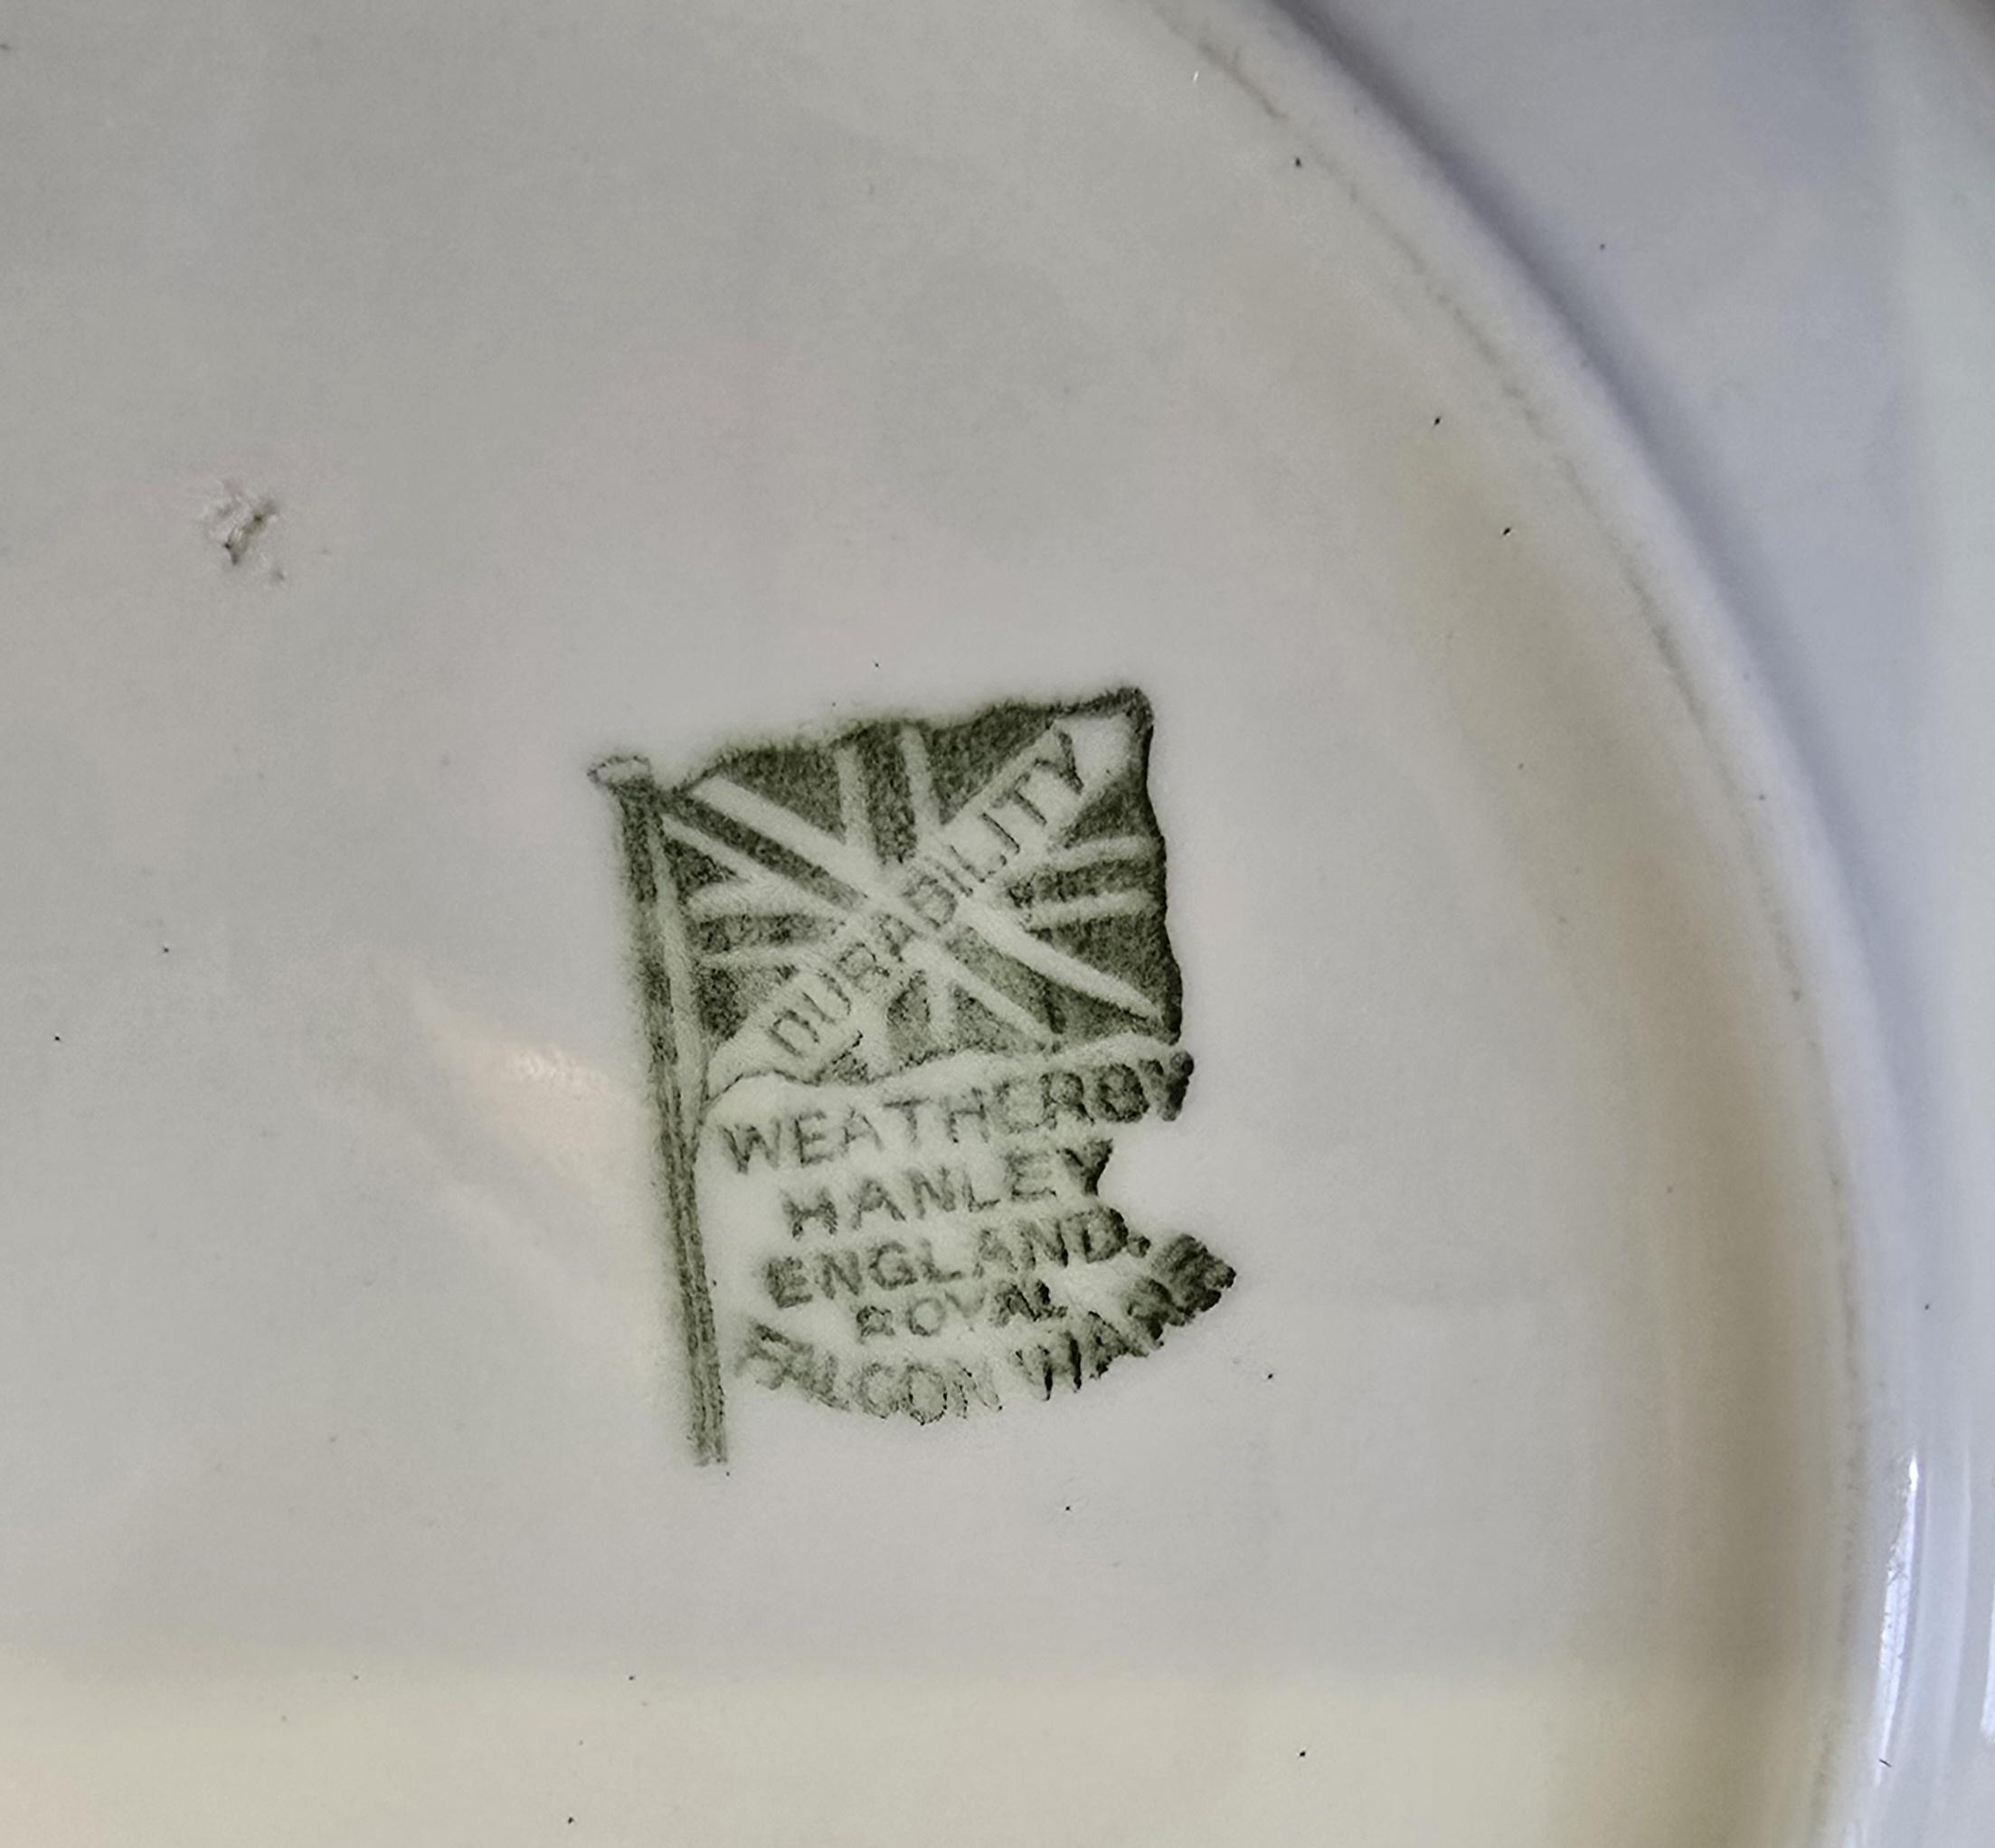 DURABILITY
WEATHERBY
HANLEY
ENGLAND.
ROYAL
FALCON WARE